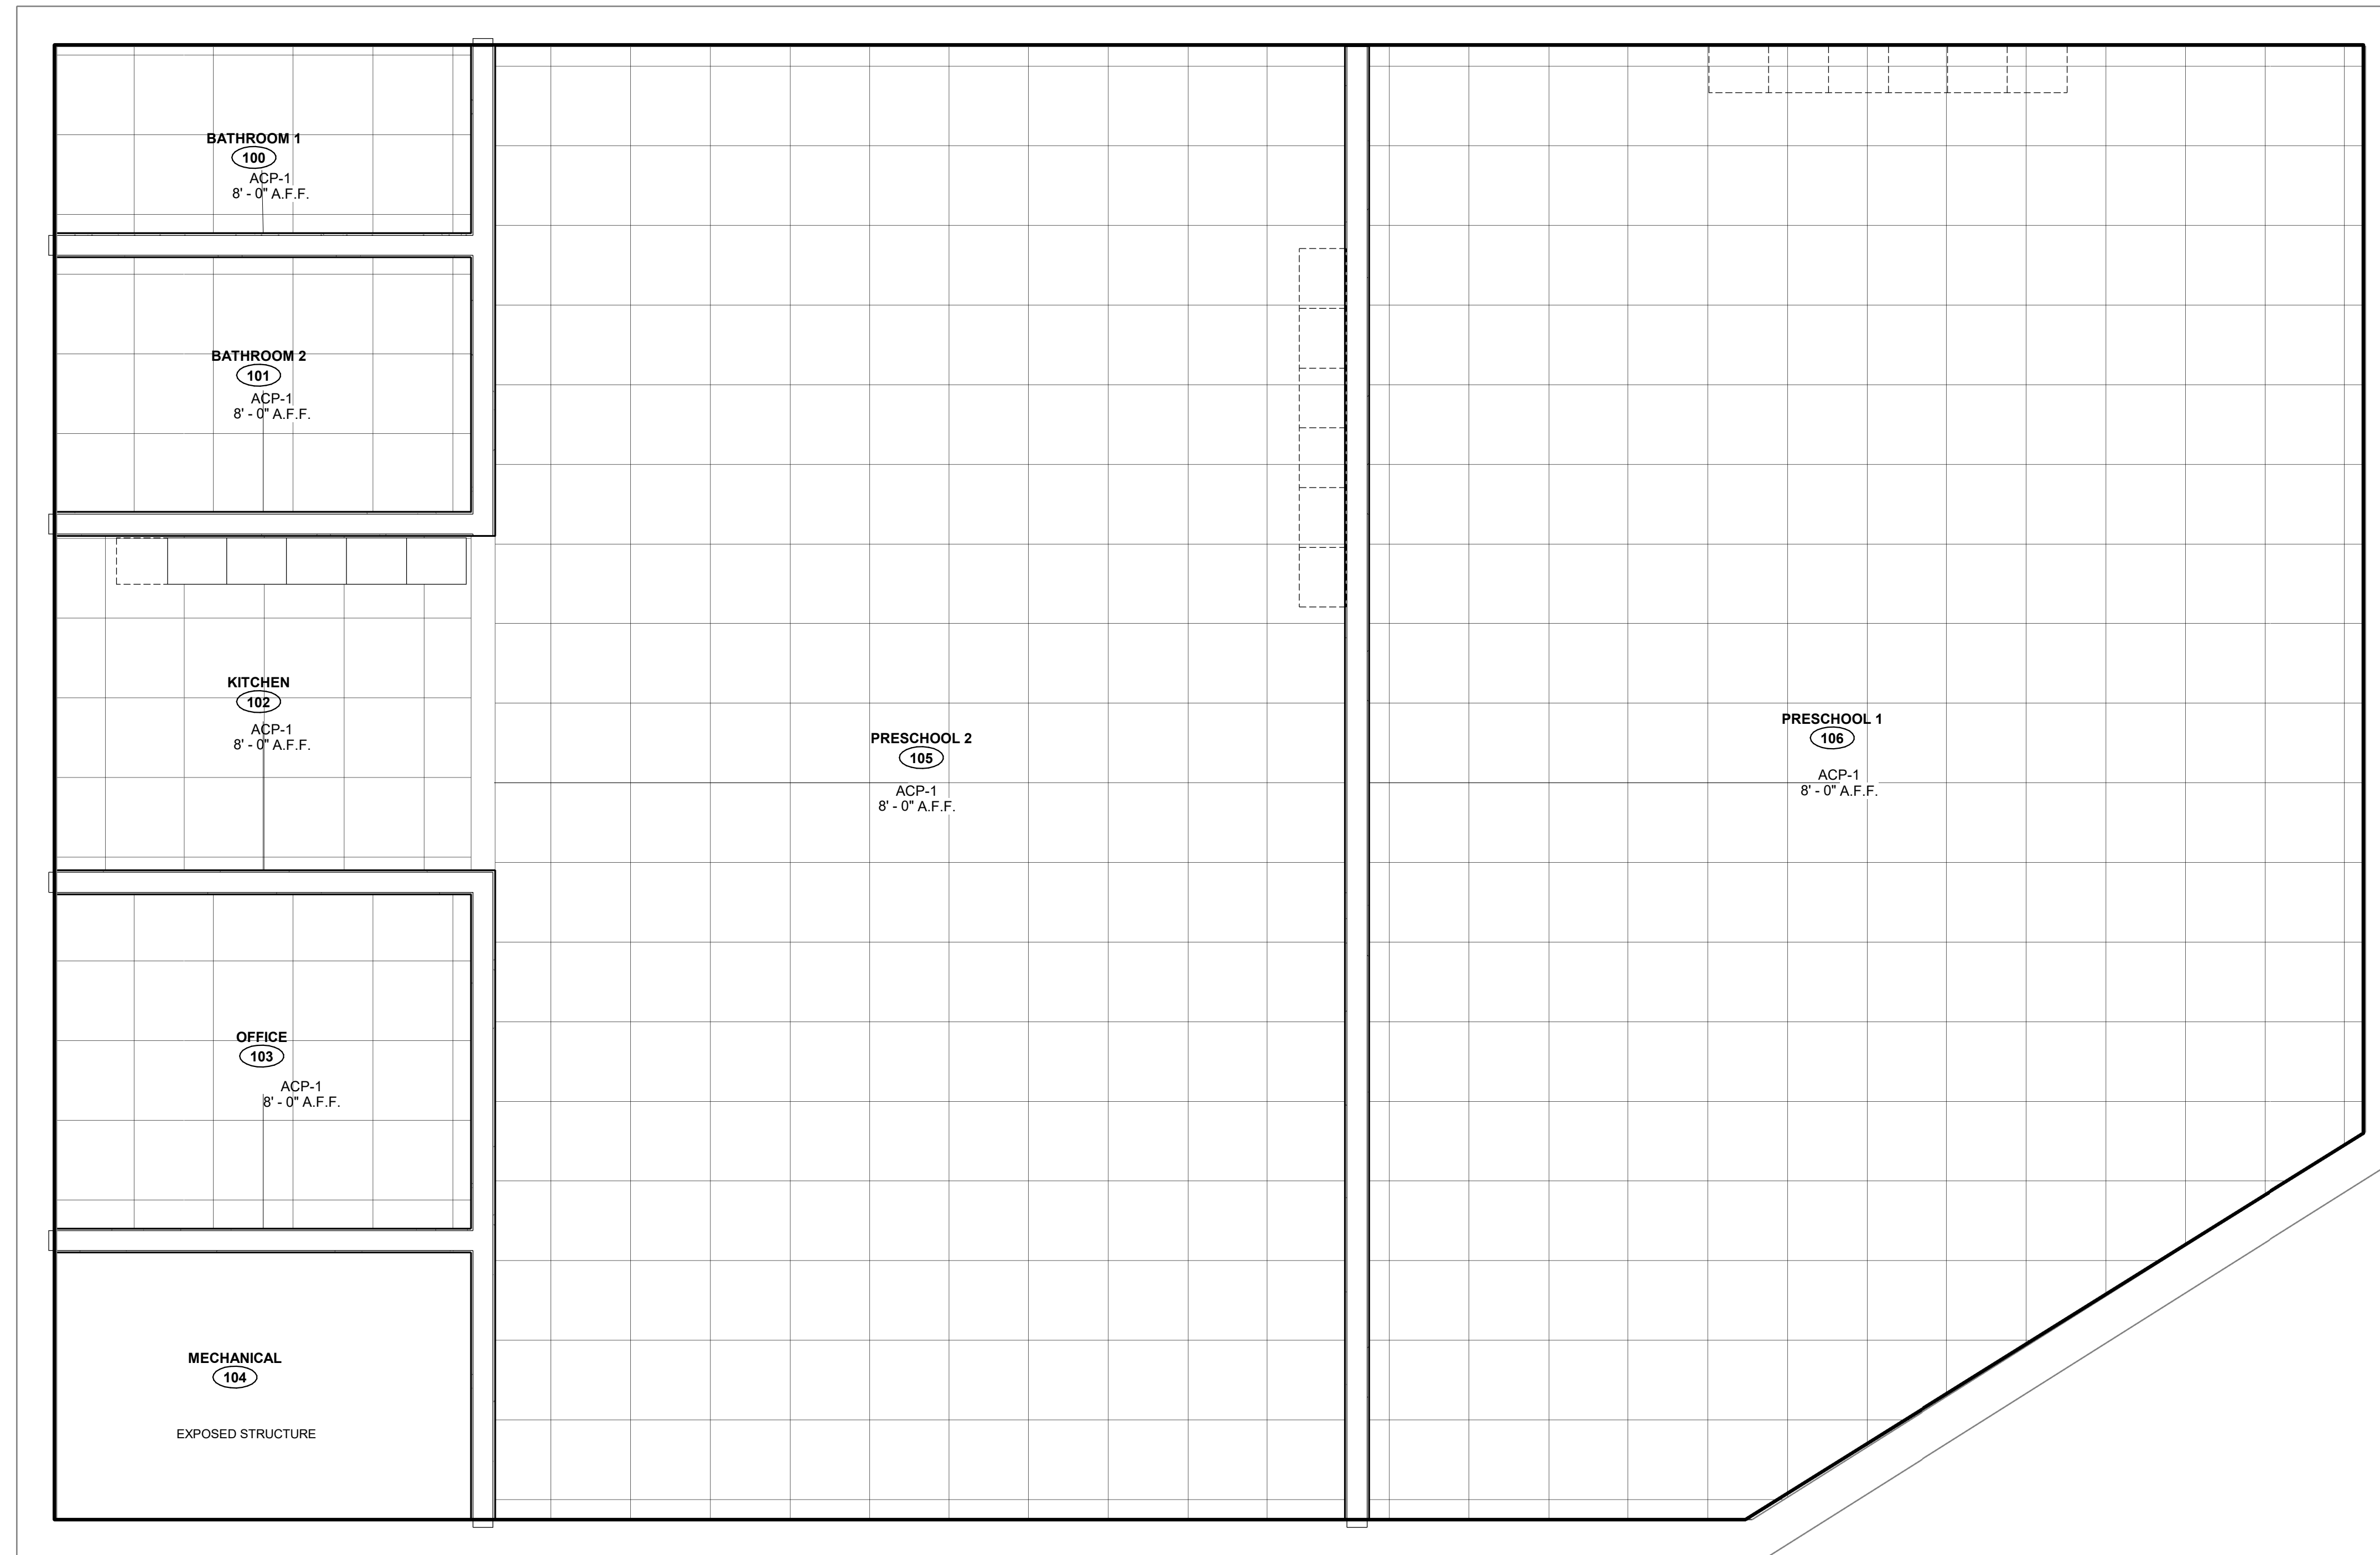 BATHROOM 1
100
ACP-1
8' - 0" A.F.F.
BATHROOM 2
101
ACP-1
8' - 0" A.F.F.
KITCHEN
102
ACP-1
8' - 0" A.F.F.
OFFICE
103
ACP-1
8' - 0" A.F.F.
MECHANICAL
104
EXPOSED STRUCTURE
PRESCHOOL 2
105
ACP-1
8' - 0" A.F.F.
PRESCHOOL 1
106
ACP-1
8' - 0" A.F.F.